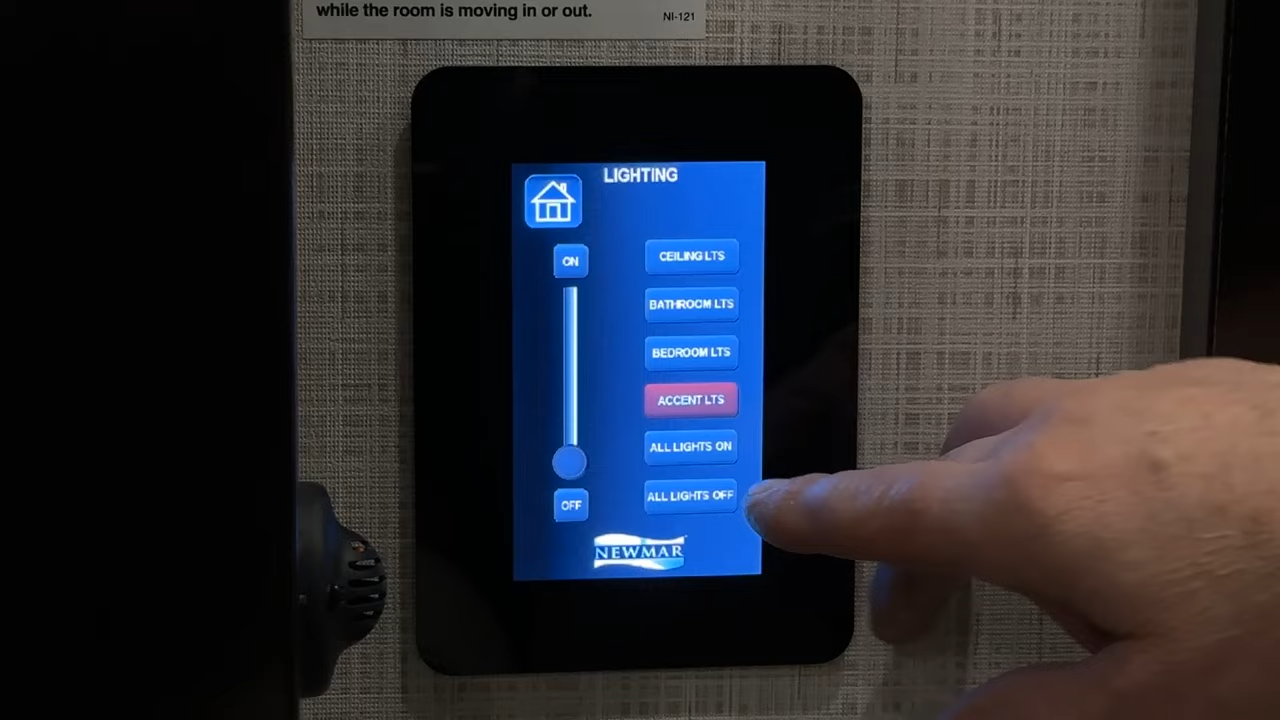 while the room is moving in or out.
NI-121
LIGHTING
ON
CEILING LTS
BATHROOM LTS
BEDROOM LTS
ACCENT LTS
ALL LIGHTS ON
ALL LIGHTS OFF
OFF
NEWMAR